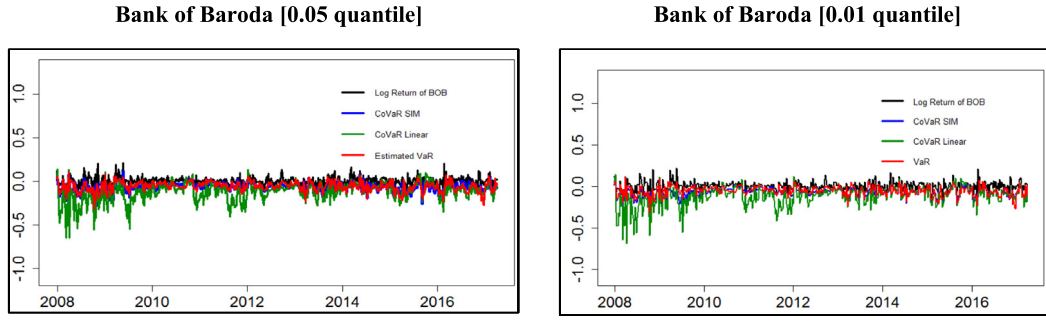 Bank of Baroda [0.05 quantile]
1.0
0.5
0.0
-0.5
-1.0
Log Return of BOB
CoVaR SIM
CoVaR Linear
Estimated VaR
2008 2010 2012 2014 2016
Bank of Baroda [0.01 quantile]
1.0
0.5
0.0
-0.5
-1.0
Log Return of BOB
CoVaR SIM
CoVaR Linear
VaR
2008 2010 2012 2014 2016